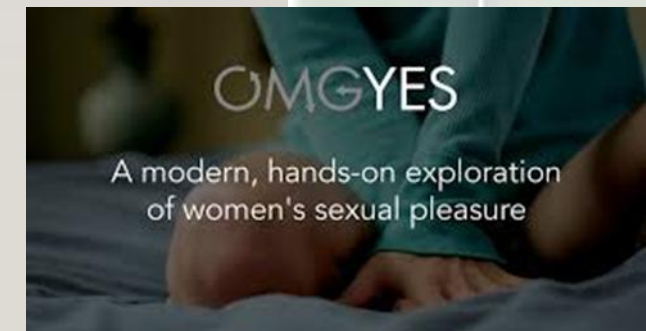 OMGYES
A modern, hands-on exploration
of women's sexual pleasure